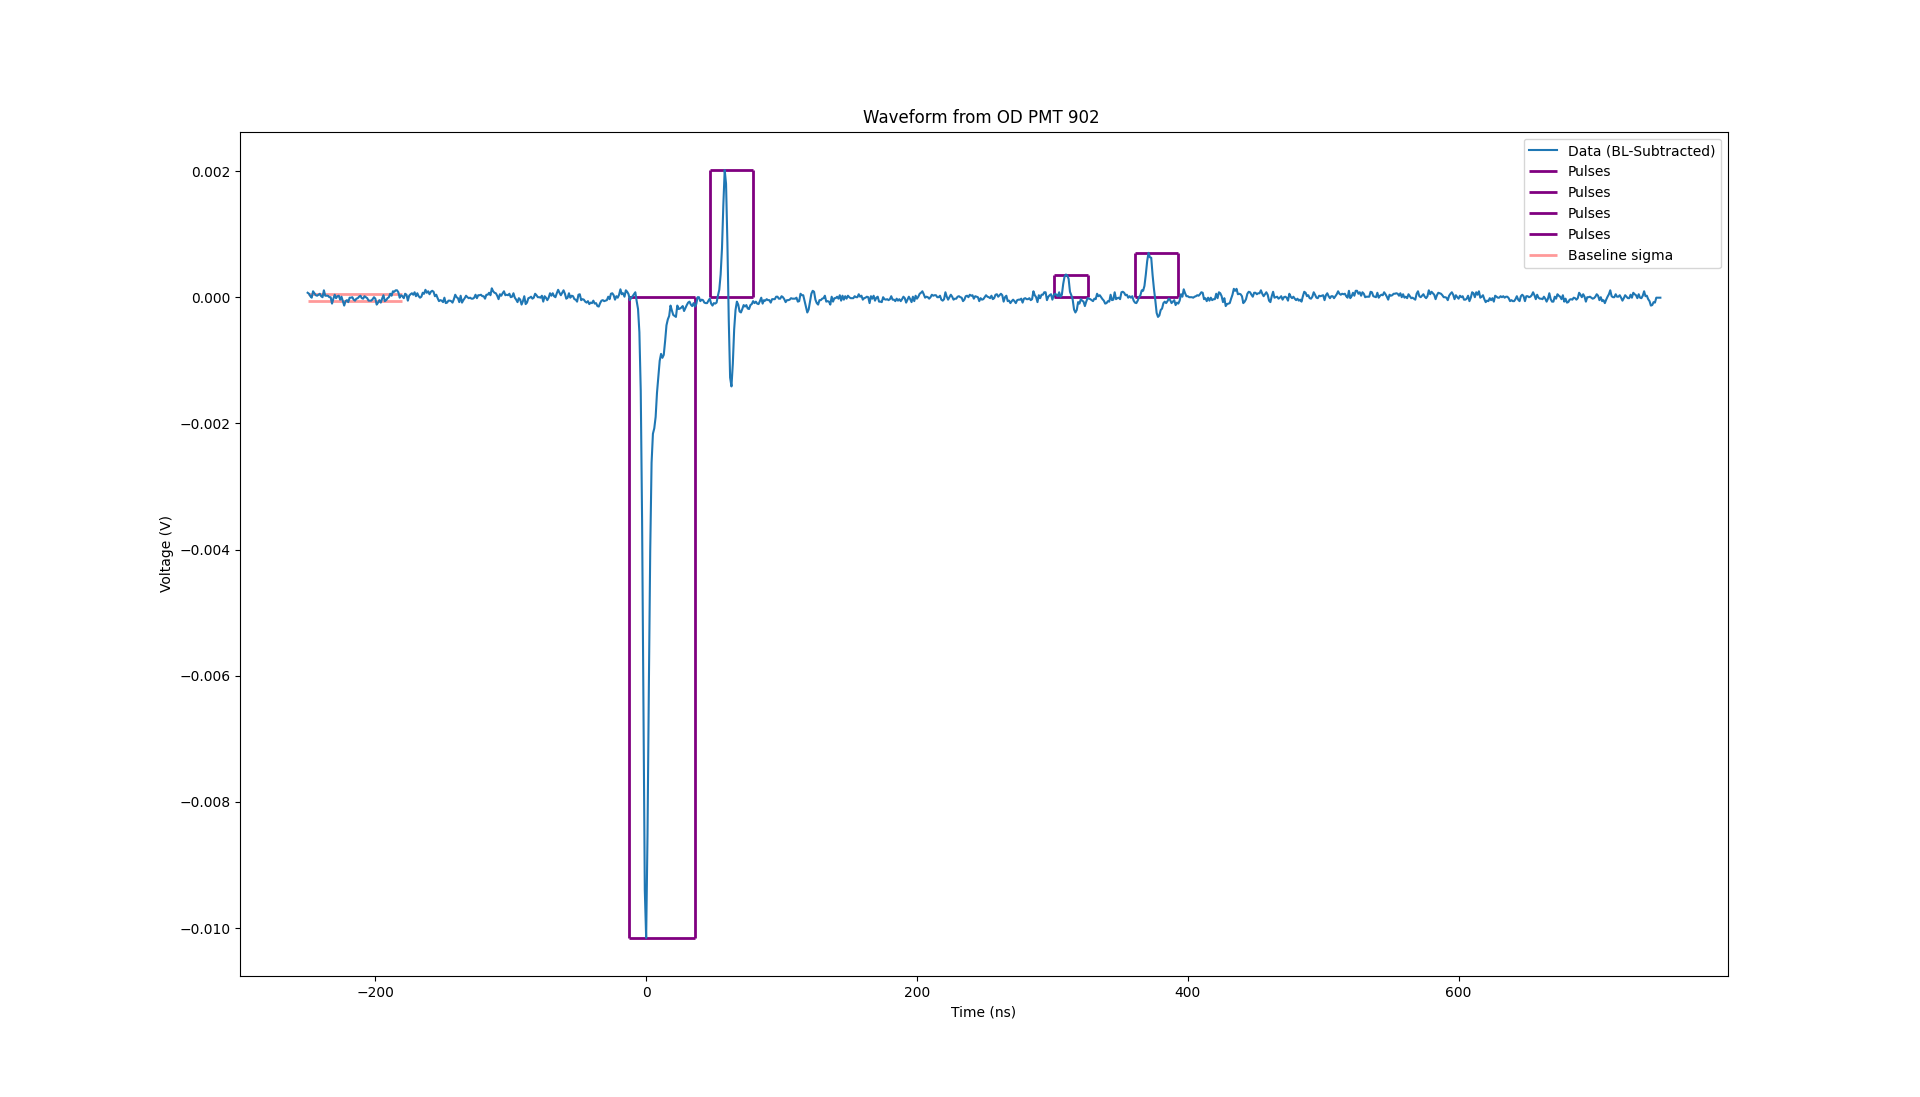 Waveform from OD PMT 902
Data (BL-Subtracted)
Pulses
Pulses
Pulses
Pulses
Baseline sigma
0.002
0.000
−0.002
−0.004
−0.006
−0.008
−0.010
Voltage (V)
−200
0
200
400
600
Time (ns)